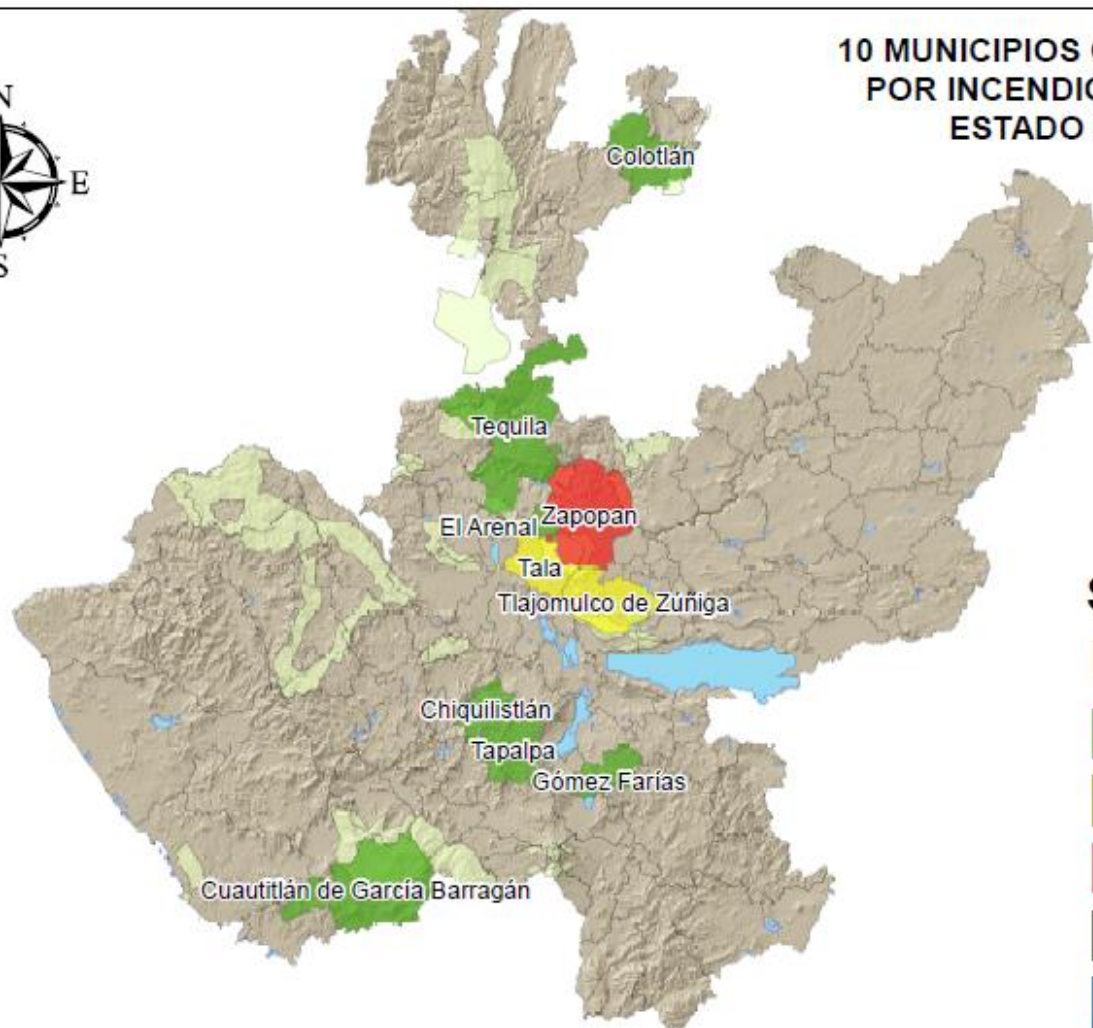 10 MUNICIPIOS
POR INCENDIO
ESTADO
N
E
S
Colotlán
Tequila
El Arenal
Zapopan
Tala
Tlajomulco de Zúñiga
Chiquilistlán
Tapalpa
Gómez Farías
Cuautitlán de García Barragán
S